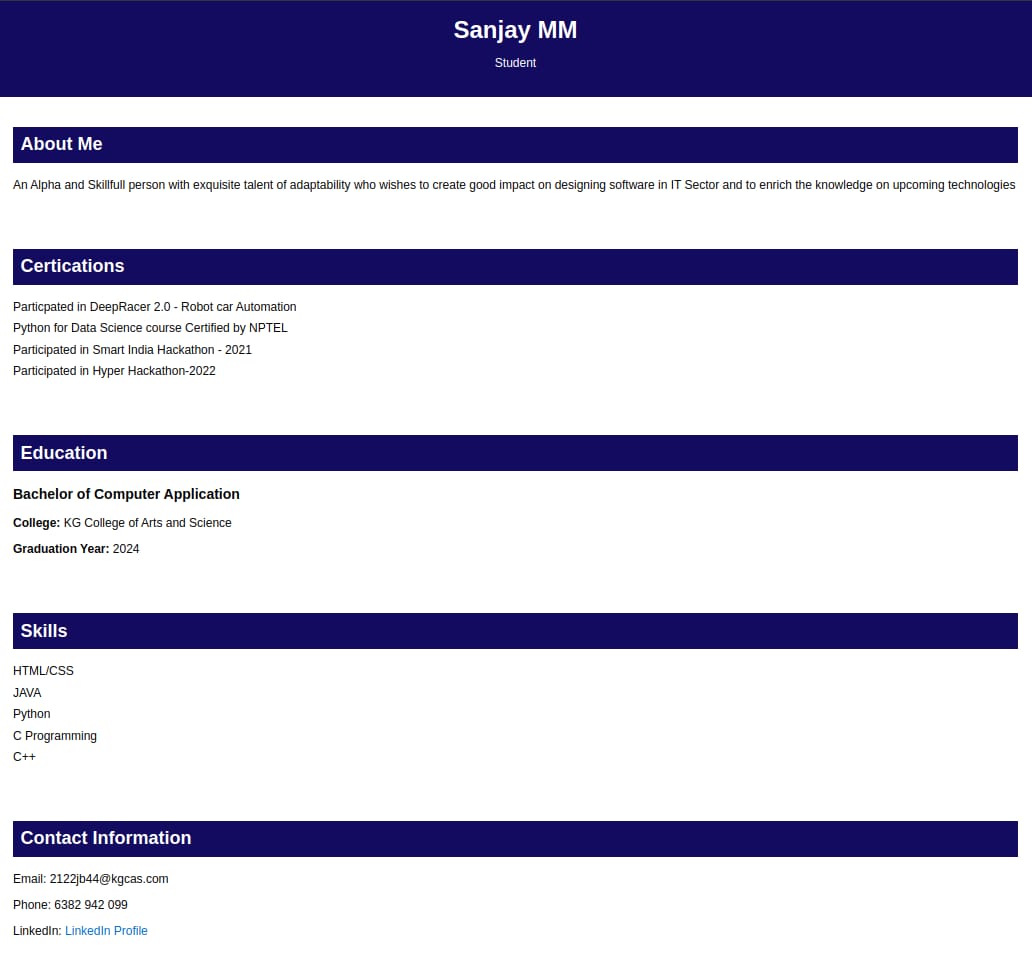 Sanjay MM
Student
About Me
An Alpha and Skillfull person with exquisite talent of adaptability who wishes to create good impact on designing software in IT Sector and to enrich the knowledge on upcoming technologies
Certications
Particpated in DeepRacer 2.0 - Robot car Automation
Python for Data Science course Certified by NPTEL
Participated in Smart India Hackathon - 2021
Participated in Hyper Hackathon-2022
Education
Bachelor of Computer Application
College: KG College of Arts and Science
Graduation Year: 2024
Skills
HTML/CSS
JAVA
Python
C Programming
C++
Contact Information
Email: 2122jb44@kgcas.com
Phone: 6382 942 099
LinkedIn: LinkedIn Profile